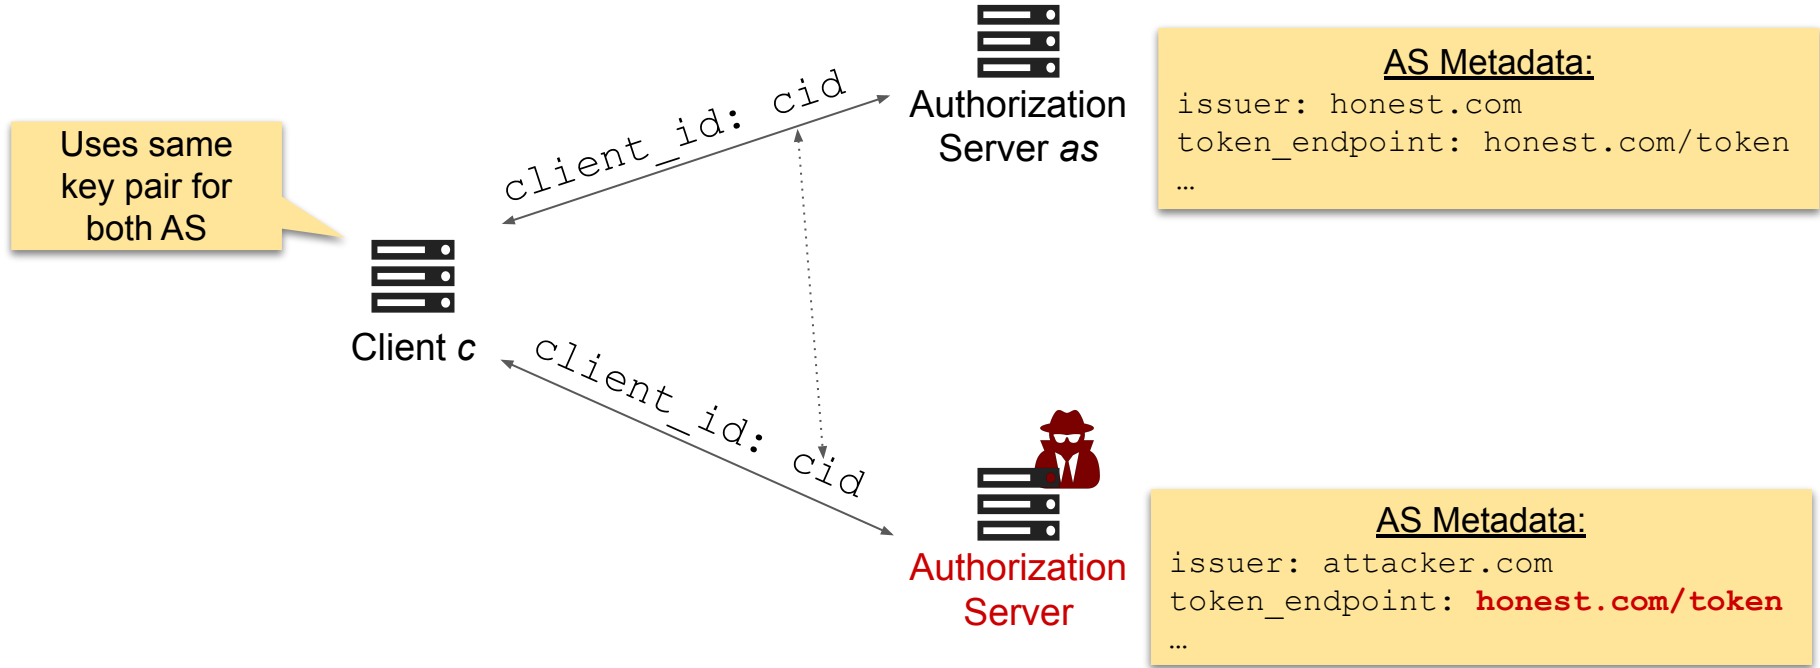 Uses same
key pair for
both AS
Client c
client_id: cid
client_id: cid
Authorization
Server as
AS Metadata:
issuer: honest.com
token_endpoint: honest.com/token
…
Authorization
Server
AS Metadata:
issuer: attacker.com
token_endpoint: honest.com/token
…